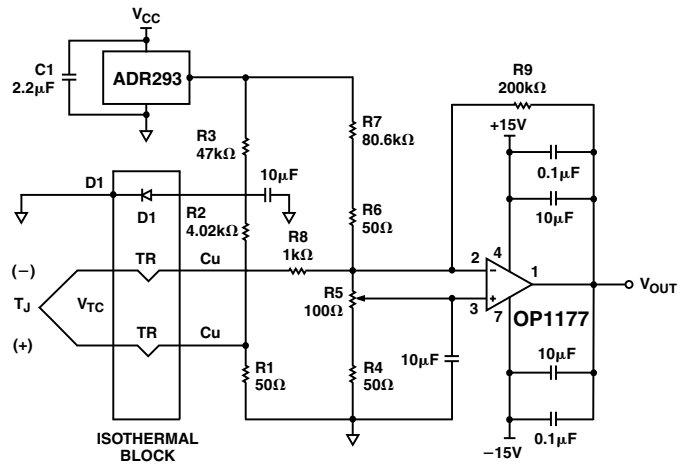 VCC
C1
2.2µF
ADR293
R9
200kΩ
R7
80.6kΩ
+15V
R3
47kΩ
0.1µF
D1
10µF
D1
R2
4.02kΩ
R6
50Ω
10µF
R8
1kΩ
(−)
TR
Cu
2
4
−
1
VOUT
TJ
VTC
R5
100Ω
+
3
7
OP1177
(+)
TR
Cu
R1
50Ω
10µF
R4
50Ω
10µF
ISOTHERMAL
BLOCK
−15V
0.1µF